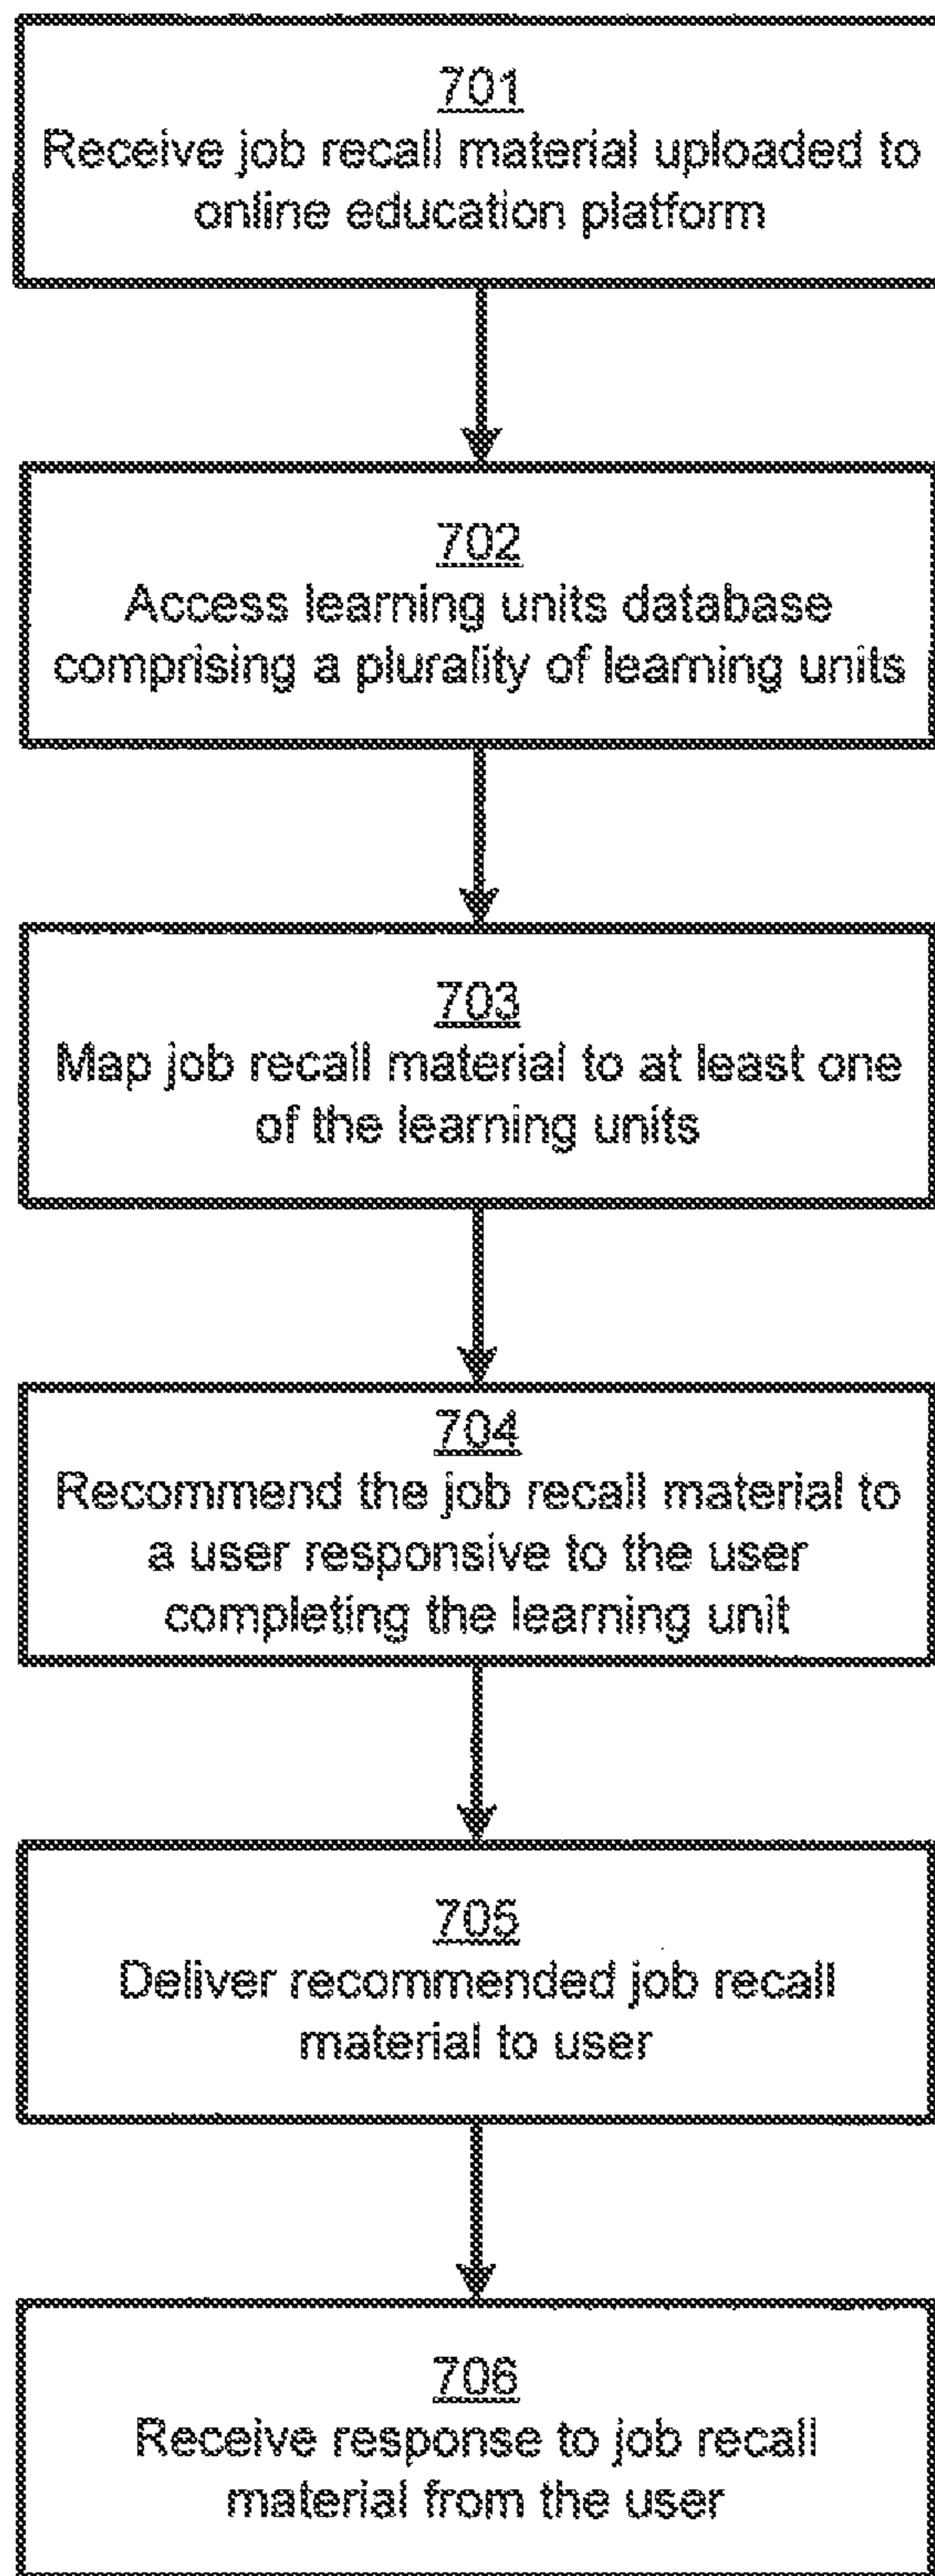 701
Receive job recall material uploaded to
online education platform
702
Access learning units database
comprising a plurality of learning units
703
Map job recall material to at least one
of the learning units
704
Recommend the job recall material to
a user responsive to the user
completing the learning unit
705
Deliver recommended job recall
material to user
706
Receive response to job recall
material from the user